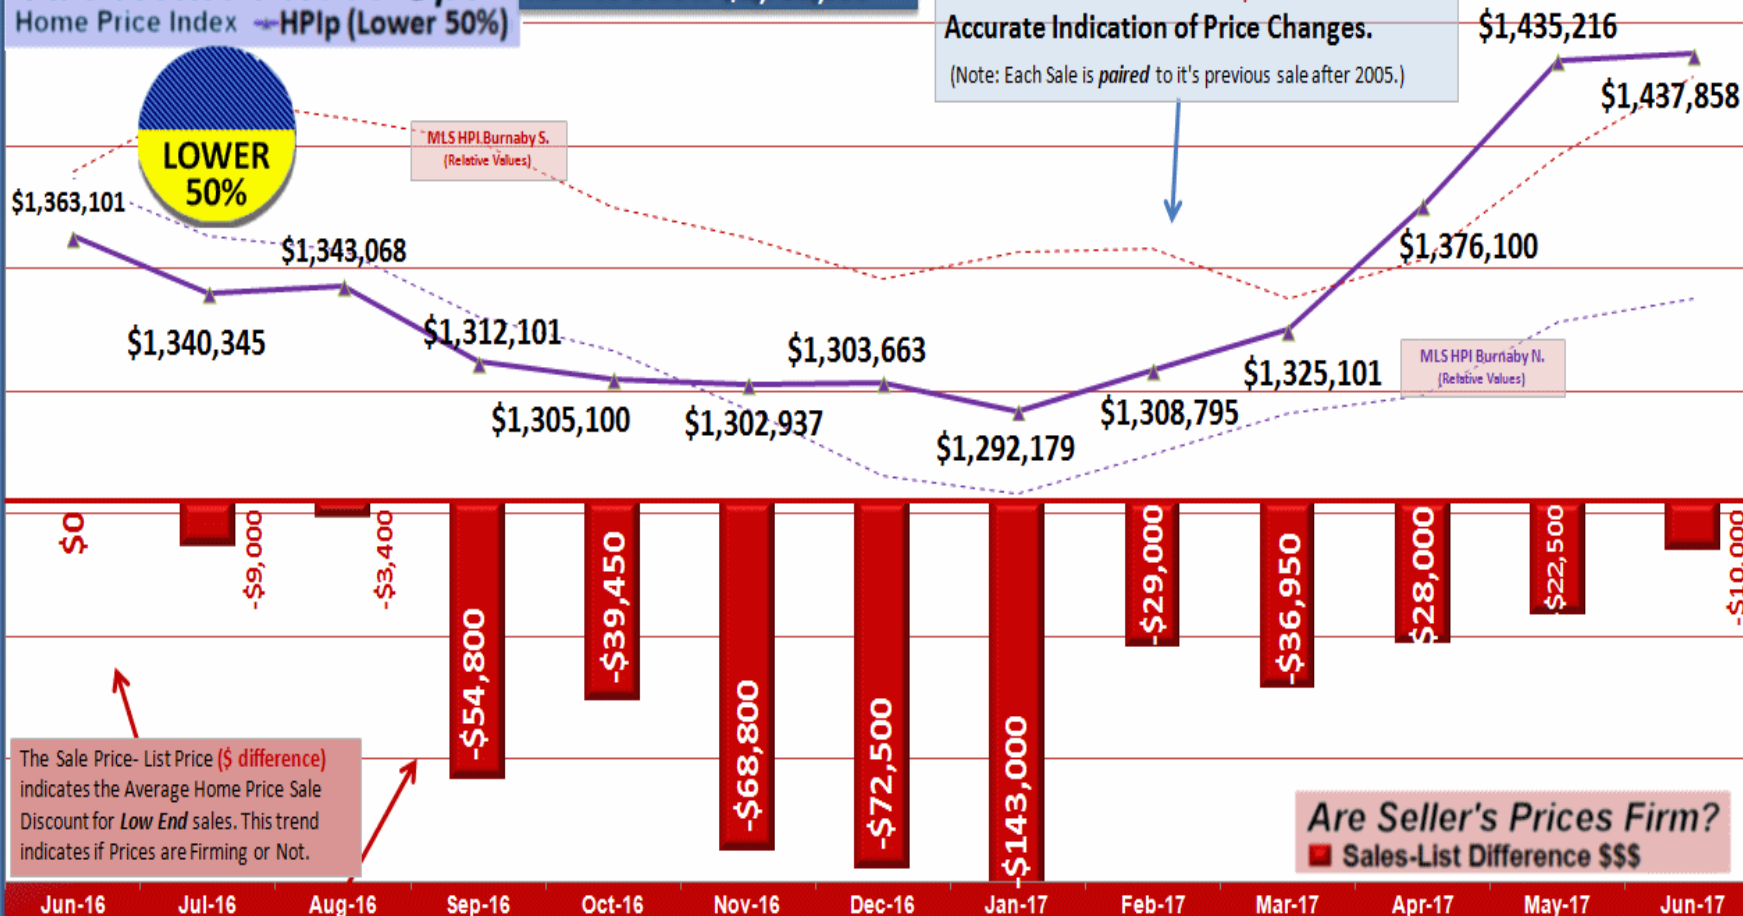 Home Price Index HPIp (Lower 50%)
Accurate Indication of Price Changes.
(Note: Each Sale is paired to it's previous sale after 2005.)
LOWER
50%
MLS HPI.Burnaby S.
(Relative Values)
$1,363,101
$1,340,345
$1,343,068
$1,312,101
$1,305,100
$1,302,937
$1,303,663
$1,292,179
$1,308,795
$1,325,101
$1,376,100
$1,435,216
$1,437,858
MLS HPI Burnaby N.
(Relative Values)
$0
-$9,000
-$3,400
-$54,800
-$39,450
-$68,800
-$72,500
-$143,000
-$29,000
-$36,950
-$28,000
-$22,500
-$10,000
The Sale Price- List Price ($ difference)
indicates the Average Home Price Sale
Discount for Low End sales. This trend
indicates if Prices are Firming or Not.
Are Seller's Prices Firm?
Sales-List Difference $$$
Jun-16 Jul-16 Aug-16 Sep-16 Oct-16 Nov-16 Dec-16 Jan-17 Feb-17 Mar-17 Apr-17 May-17 Jun-17